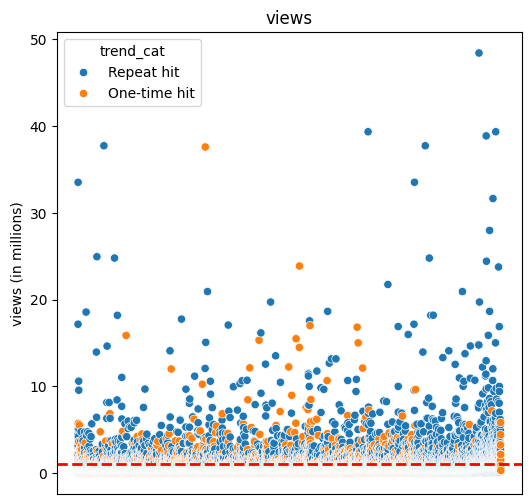 views
trend_cat
Repeat hit
One-time hit
views (in millions)
50
40
30
20
10
0